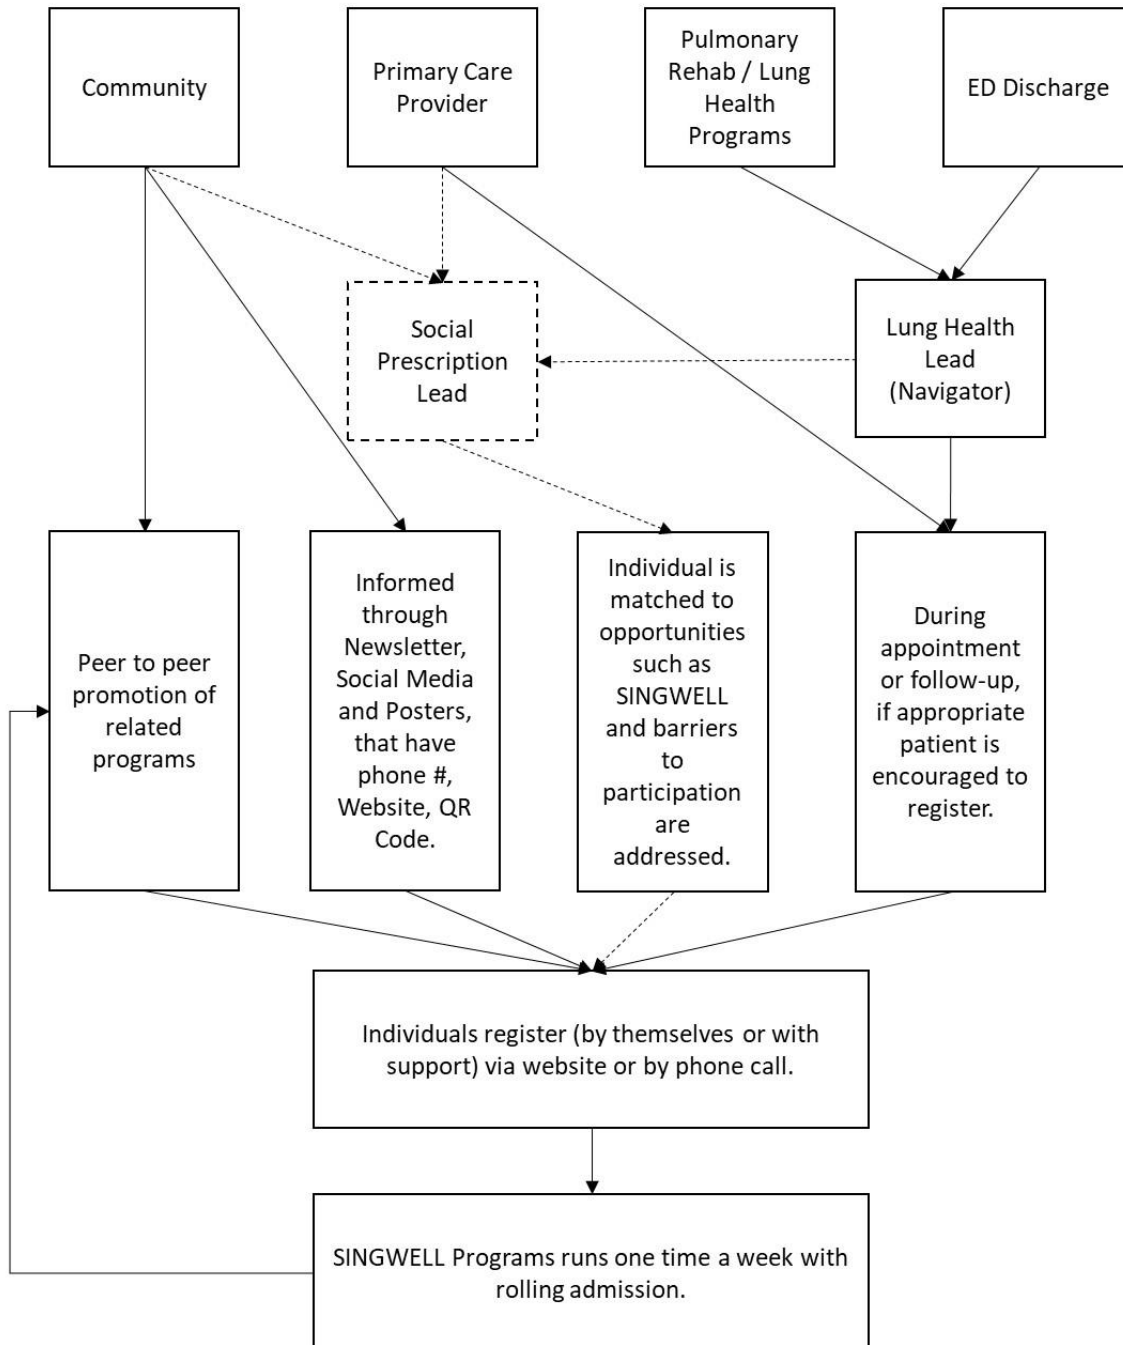 Community
Primary Care
Provider
Pulmonary
Rehab / Lung
Health
Programs
ED Discharge
Social
Prescription
Lead
Lung Health
Lead
(Navigator)
Peer to peer
promotion of
related
programs
Informed
through
Newsletter,
Social Media
and Posters,
that have
phone #,
Website, QR
Code.
Individual is
matched to
opportunities
such as
SINGWELL
and barriers
to
participation
are
addressed.
During
appointment
or follow-up,
if appropriate
patient is
encouraged to
register.
Individuals register (by themselves or with
support) via website or by phone call.
SINGWELL Programs runs one time a week with
rolling admission.